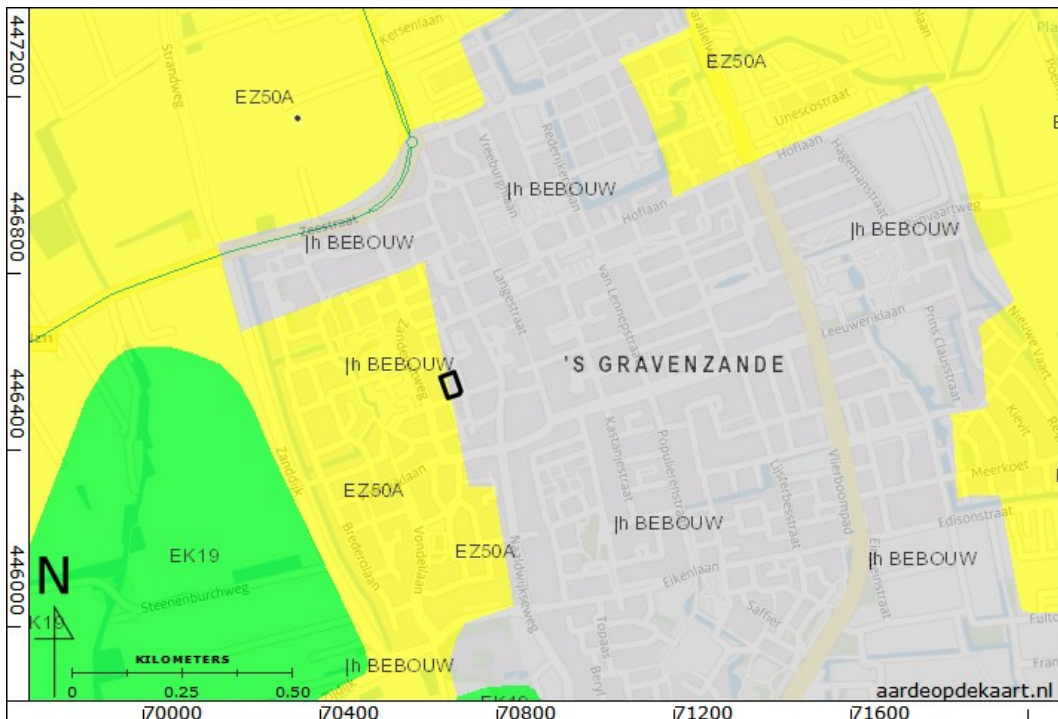 447200
446800
446400
446000
Kersenlaan
Strandweg
EZ50A
EZ50A
Unescostraat
Hoflaan
Hagemanstraat
Vreeburghlaan
Rederijkerslaan
|h BEBOUW
Hoflaan
Zeestraat
|h BEBOUW
|h BEBOUW
Langestraat
van Lennepstraat
Leeuweriklaan
Prins Clausstraat
Nieuwe Vaart
|h BEBOUW
'S GRAVENZANDE
Zanddijk
Kastanjestraat
Populierenstraat
Vlierboompad
Lijsterbesstraat
Kievit
Meerkoet
EZ50A
Brederolaan
Vondellaan
EZ50A
Naaldwijkseweg
|h BEBOUW
Edisonstraat
|h BEBOUW
EK19
Eikenlaan
Saffier
Steenenburchweg
N
K19
Topaas
Beryl
|h BEBOUW
KILOMETERS
0 0.25 0.50
EK19
aardeopdekaart.nl
70000 70400 70800 71200 71600